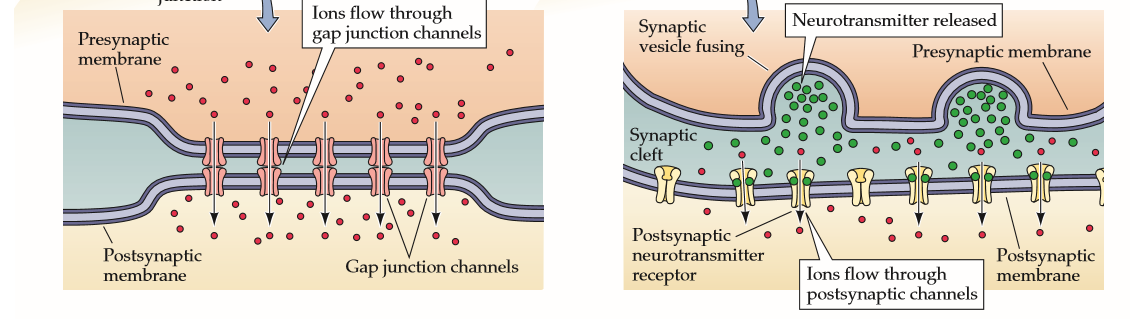 junction
Ions flow through
gap junction channels
Presynaptic
membrane
Postsynaptic
membrane
Gap junction channels
Synaptic
vesicle fusing
Neurotransmitter released
Presynaptic membrane
Synaptic
cleft
Postsynaptic
neurotransmitter
receptor
Ions flow through
postsynaptic channels
Postsynaptic
membrane